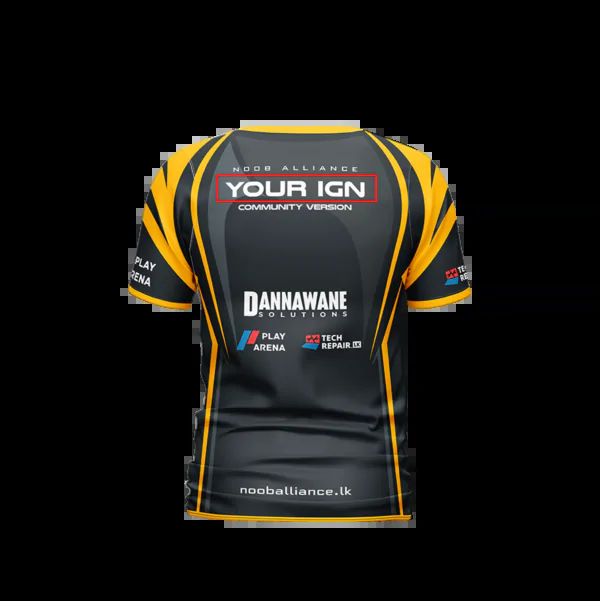 NOOB ALLIANCE
YOUR IGN
COMMUNITY VERSION
PLAY
ARENA
DANNAWANE
SOLUTIONS
PLAY
ARENA
TECH
REPAIR.LK
nooballiance.lk